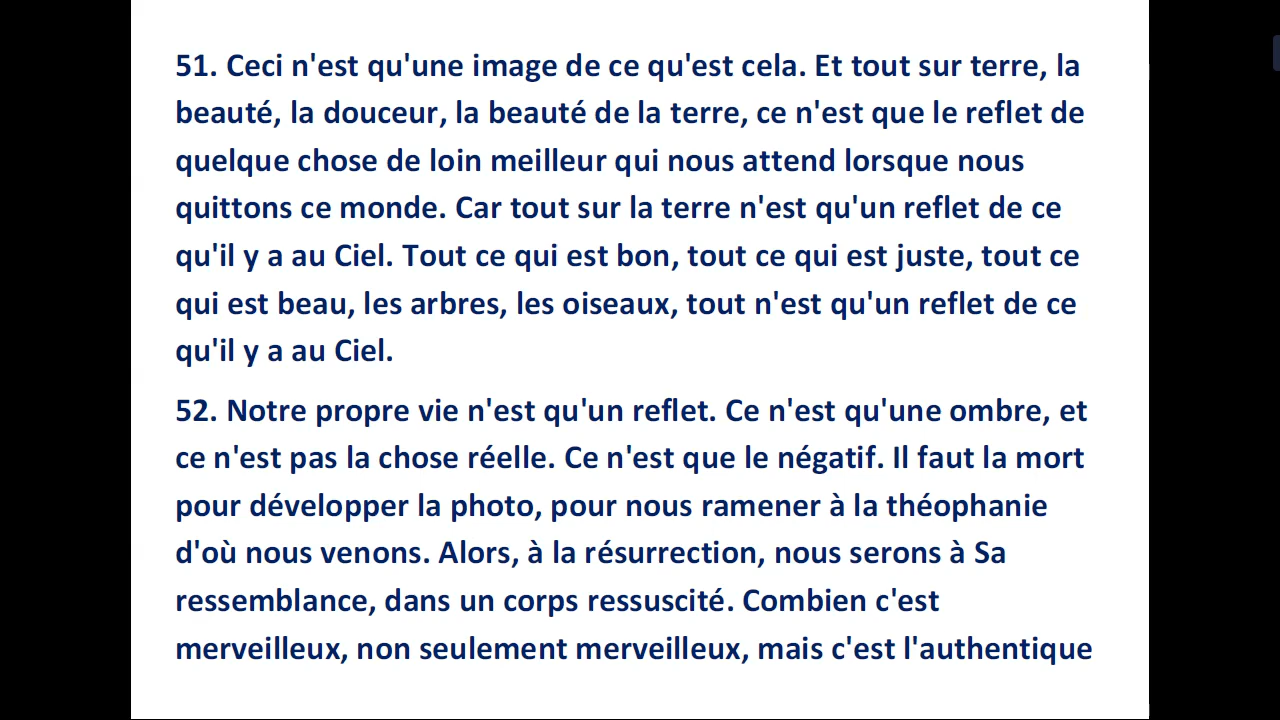 51. Ceci n'est qu'une image de ce qu'est cela. Et tout sur terre, la
beauté, la douceur, la beauté de la terre, ce n'est que le reflet de
quelque chose de loin meilleur qui nous attend lorsque nous
quittons ce monde. Car tout sur la terre n'est qu'un reflet de ce
qu'il y a au Ciel. Tout ce qui est bon, tout ce qui est juste, tout ce
qui est beau, les arbres, les oiseaux, tout n'est qu'un reflet de ce
qu'il y a au Ciel.
52. Notre propre vie n'est qu'un reflet. Ce n'est qu'une ombre, et
ce n'est pas la chose réelle. Ce n'est que le négatif. Il faut la mort
pour développer la photo, pour nous ramener à la théophanie
d'où nous venons. Alors, à la résurrection, nous serons à Sa
ressemblance, dans un corps ressuscité. Combien c'est
merveilleux, non seulement merveilleux, mais c'est l'authentique